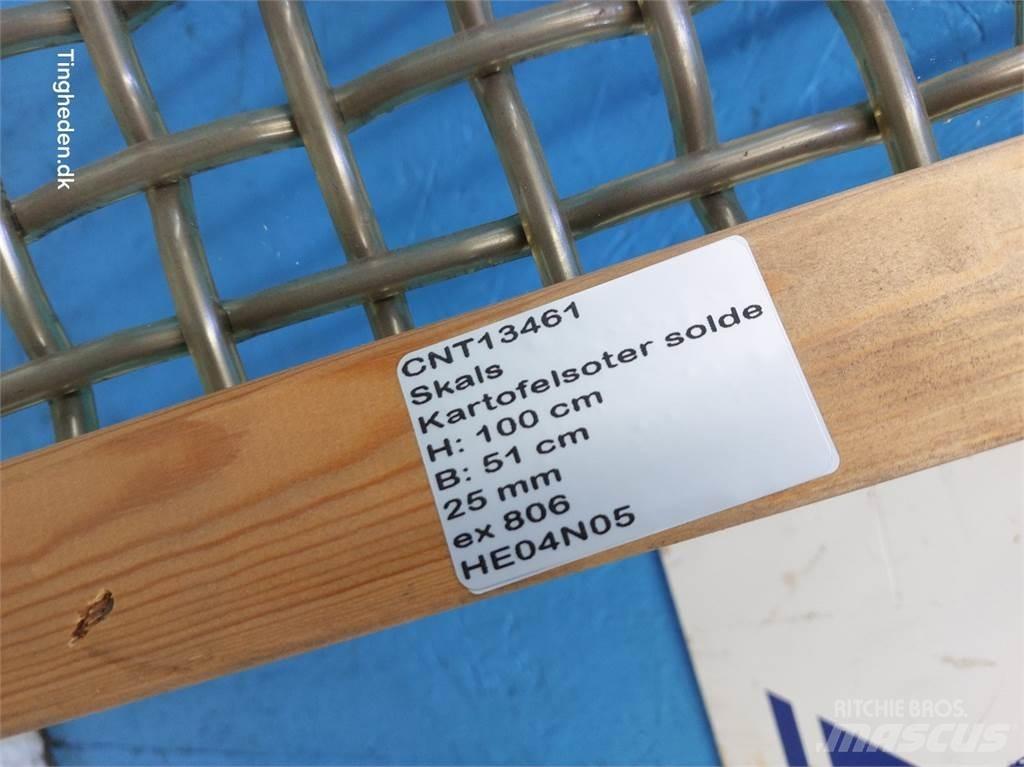 Tingheden.dk
CNT13461
Skals
Kartofelsoter solde
H: 100 cm
B: 51 cm
25 mm
ex 806
HE04N05
RITCHIE BROS.
MASCUS